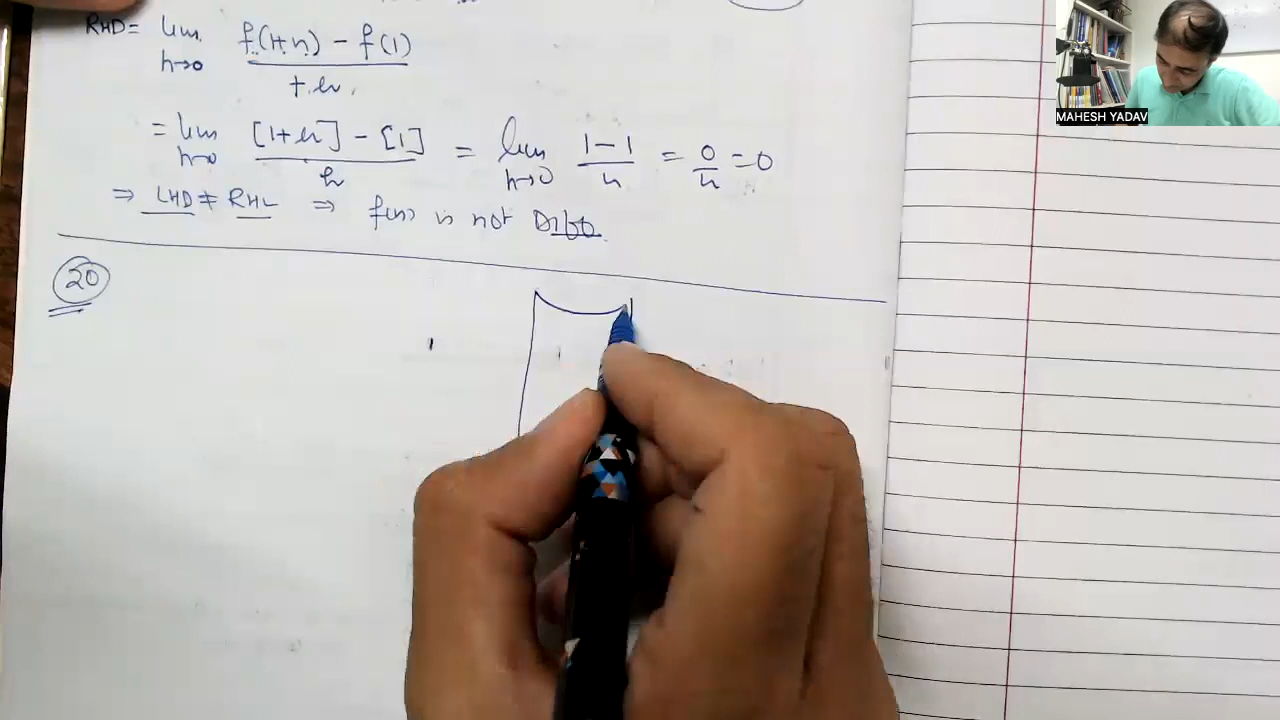 RHD = lim h→0 f(1+h) - f(1) / +h
= lim h→0 [1+h] - [1] / h = lim h→0 1-1 / h = 0/h = 0
⇒ LHD ≠ RHL ⇒ f(x) is not Diff.
20
MAHESH YADAV